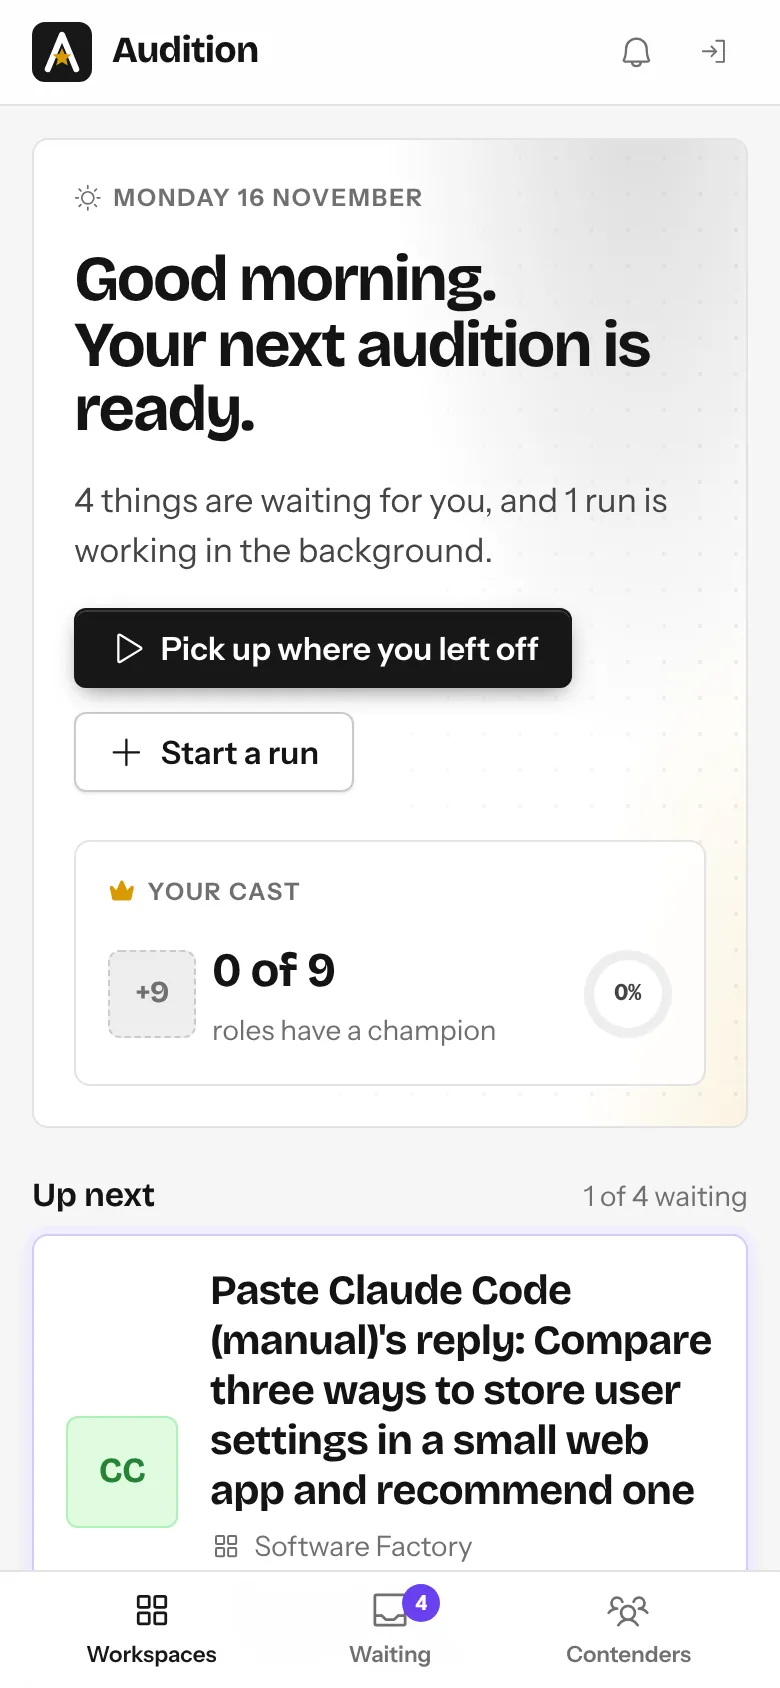 Audition
MONDAY 16 NOVEMBER
Good morning.
Your next audition is
ready.
4 things are waiting for you, and 1 run is
working in the background.
Pick up where you left off
Start a run
YOUR CAST
+9
0 of 9
roles have a champion
0%
Up next
1 of 4 waiting
Paste Claude Code
(manual)'s reply: Compare
three ways to store user
settings in a small web
app and recommend one
CC
Software Factory
4
Workspaces
Waiting
Contenders